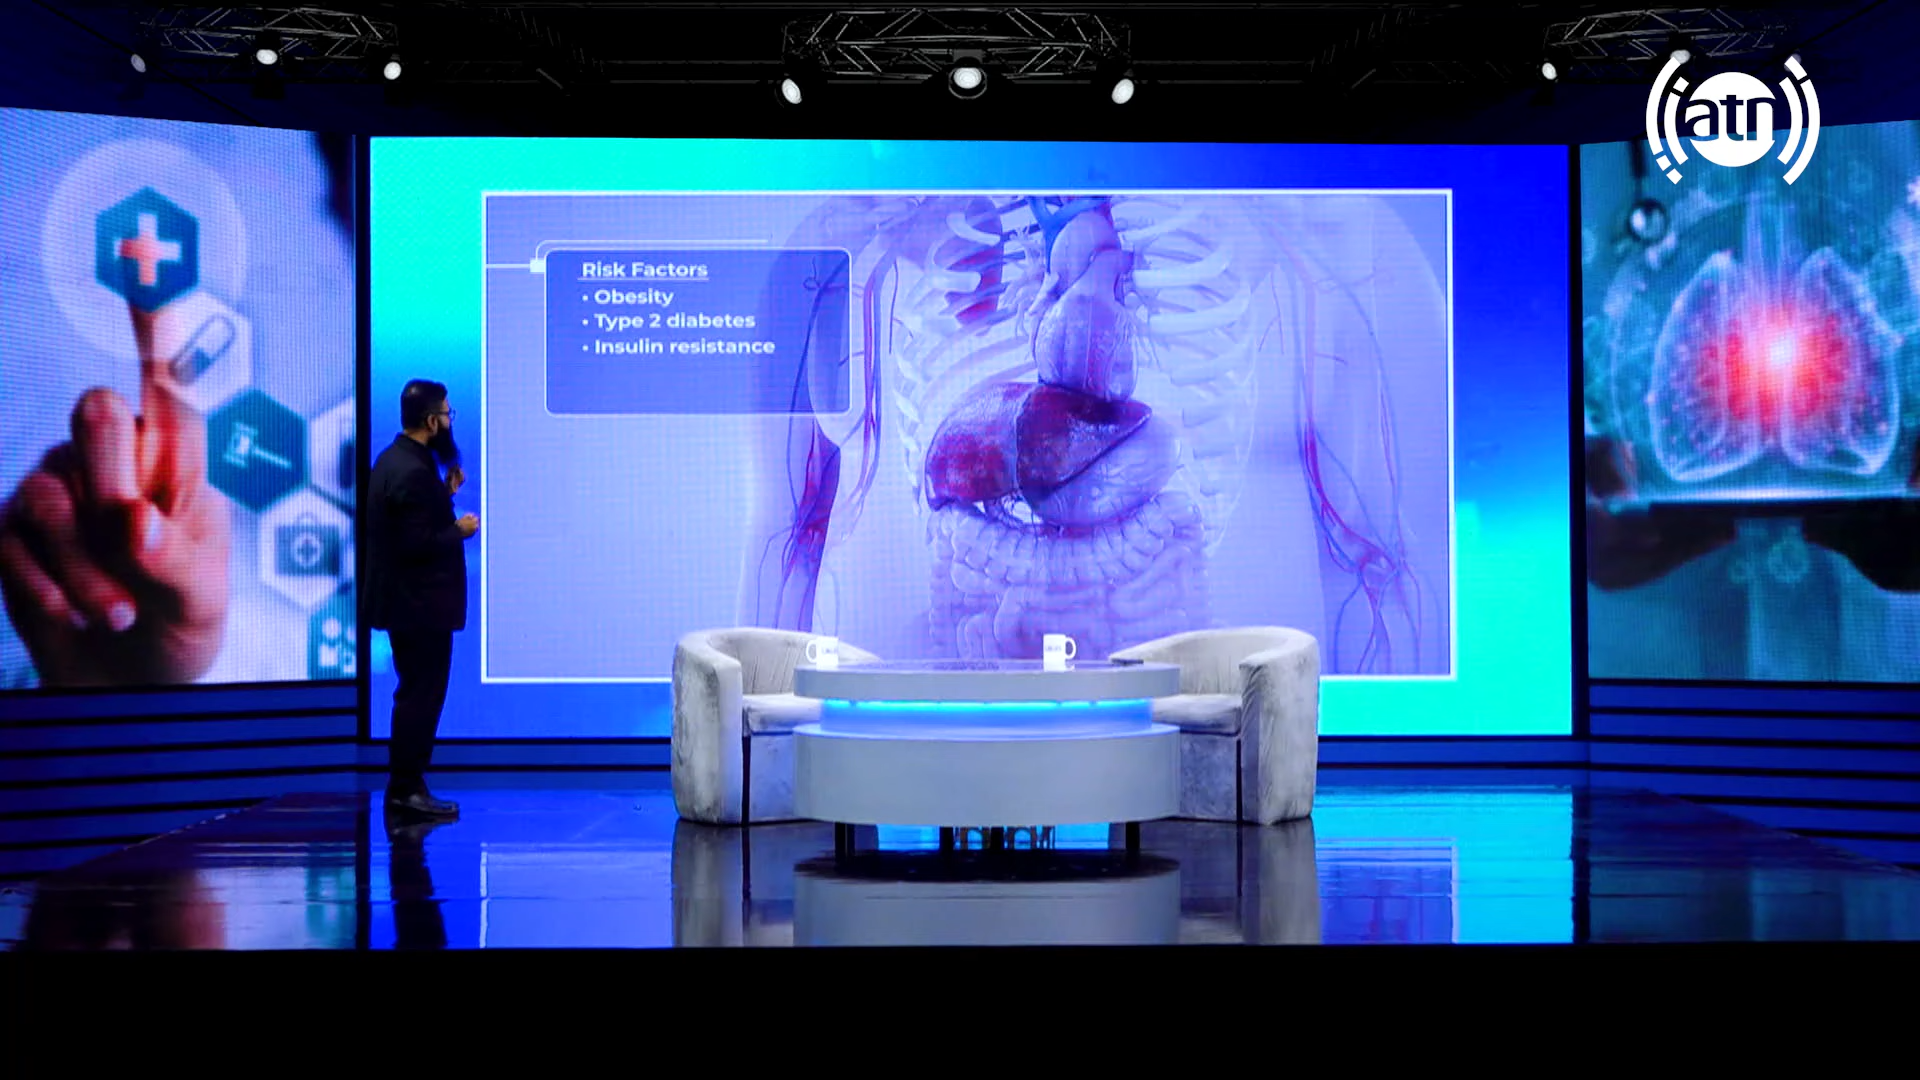 atn
Risk Factors
• Obesity
• Type 2 diabetes
• Insulin resistance